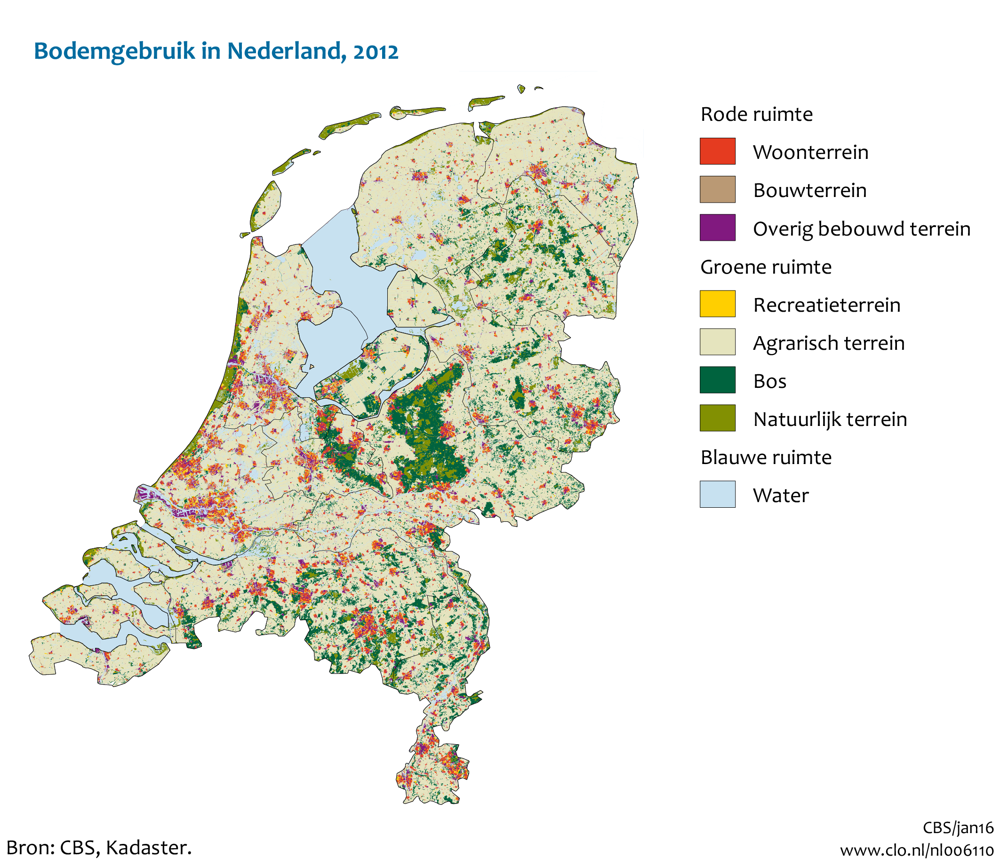 Bodemgebruik in Nederland, 2012
Rode ruimte
Woonterrein
Bouwterrein
Overig bebouwd terrein
Groene ruimte
Recreatieterrein
Agrarisch terrein
Bos
Natuurlijk terrein
Blauwe ruimte
Water
CBS/jan16
Bron: CBS, Kadaster.
www.clo.nl/nl006110